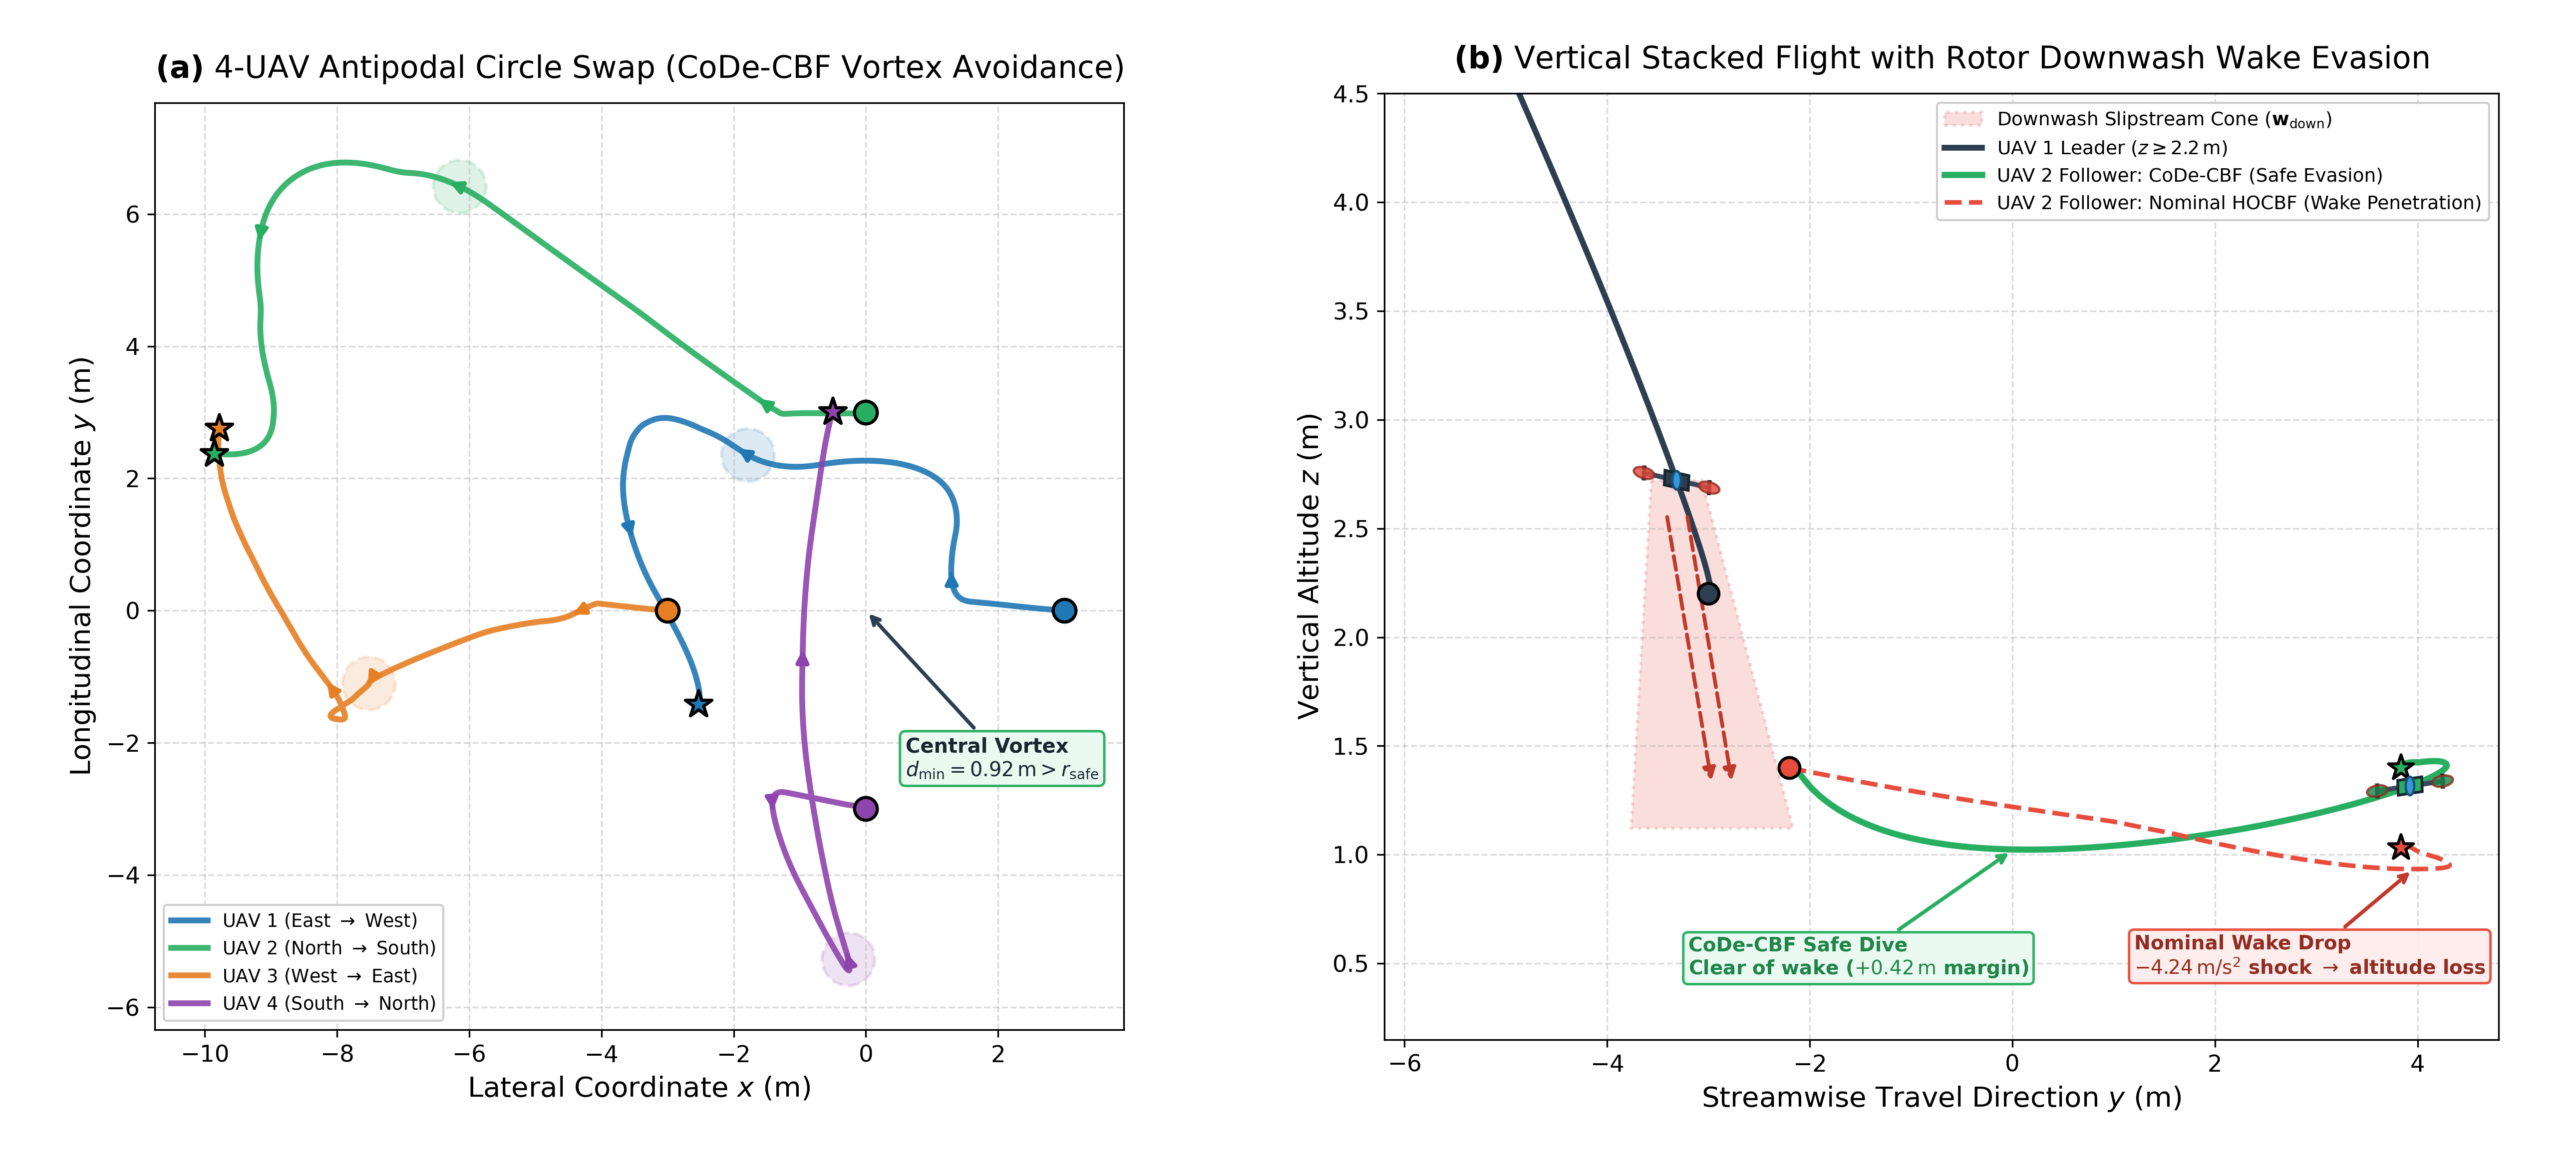 (a) 4-UAV Antipodal Circle Swap (CoDe-CBF Vortex Avoidance)
Longitudinal Coordinate y (m)
6
4
2
0
−2
−4
−6
Central Vortex
d_min = 0.92 m > r_safe
UAV 1 (East → West)
UAV 2 (North → South)
UAV 3 (West → East)
UAV 4 (South → North)
−10 −8 −6 −4 −2 0 2
Lateral Coordinate x (m)
(b) Vertical Stacked Flight with Rotor Downwash Wake Evasion
Vertical Altitude z (m)
4.5
4.0
3.5
3.0
2.5
2.0
1.5
1.0
0.5
Downwash Slipstream Cone (w_down)
UAV 1 Leader (z ≥ 2.2 m)
UAV 2 Follower: CoDe-CBF (Safe Evasion)
UAV 2 Follower: Nominal HOCBF (Wake Penetration)
CoDe-CBF Safe Dive
Clear of wake (+0.42 m margin)
Nominal Wake Drop
−4.24 m/s² shock → altitude loss
−6 −4 −2 0 2 4
Streamwise Travel Direction y (m)